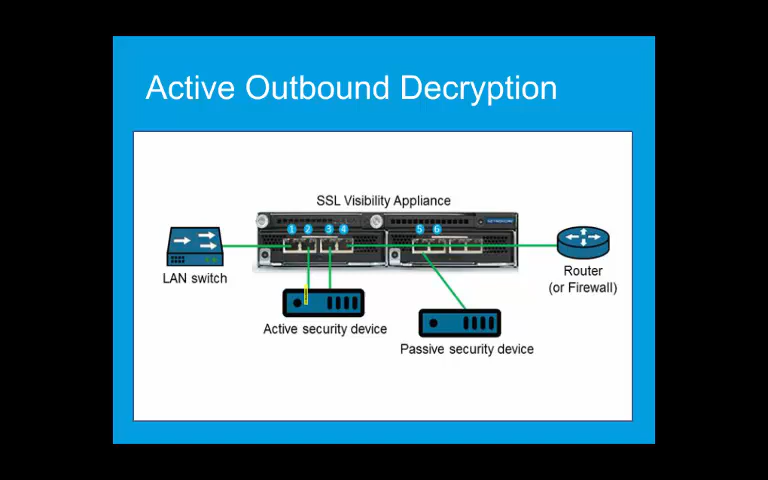 Active Outbound Decryption
SSL Visibility Appliance
1 2 3 4 5 6
LAN switch
Router
(or Firewall)
Active security device
Passive security device